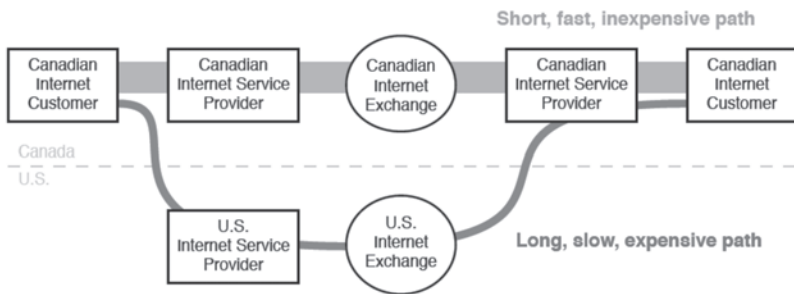 Short, fast, inexpensive path
Canadian
Internet
Customer
Canadian
Internet Service
Provider
Canadian
Internet
Exchange
Canadian
Internet Service
Provider
Canadian
Internet
Customer
Canada
U.S.
U.S.
Internet Service
Provider
U.S.
Internet
Exchange
Long, slow, expensive path